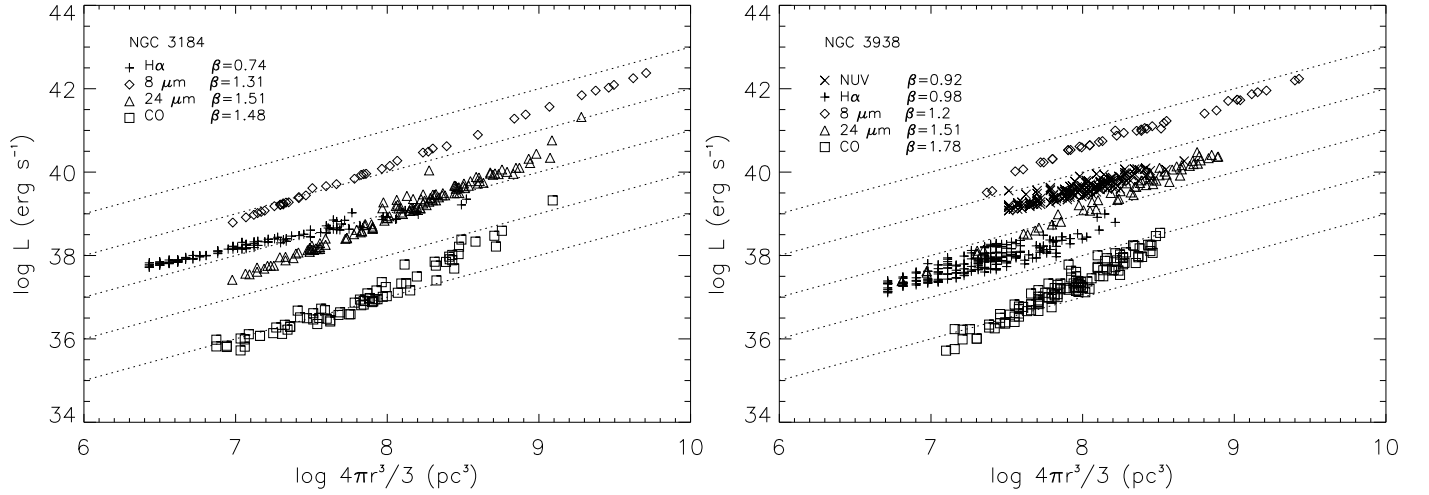 NGC 3184
Hα β=0.74
8 μm β=1.31
24 μm β=1.51
CO β=1.48
44
42
40
38
36
34
log L (erg s⁻¹)
6 7 8 9 10
log 4πr³/3 (pc³)
NGC 3938
NUV β=0.92
Hα β=0.98
8 μm β=1.2
24 μm β=1.51
CO β=1.78
44
42
40
38
36
34
log L (erg s⁻¹)
6 7 8 9 10
log 4πr³/3 (pc³)